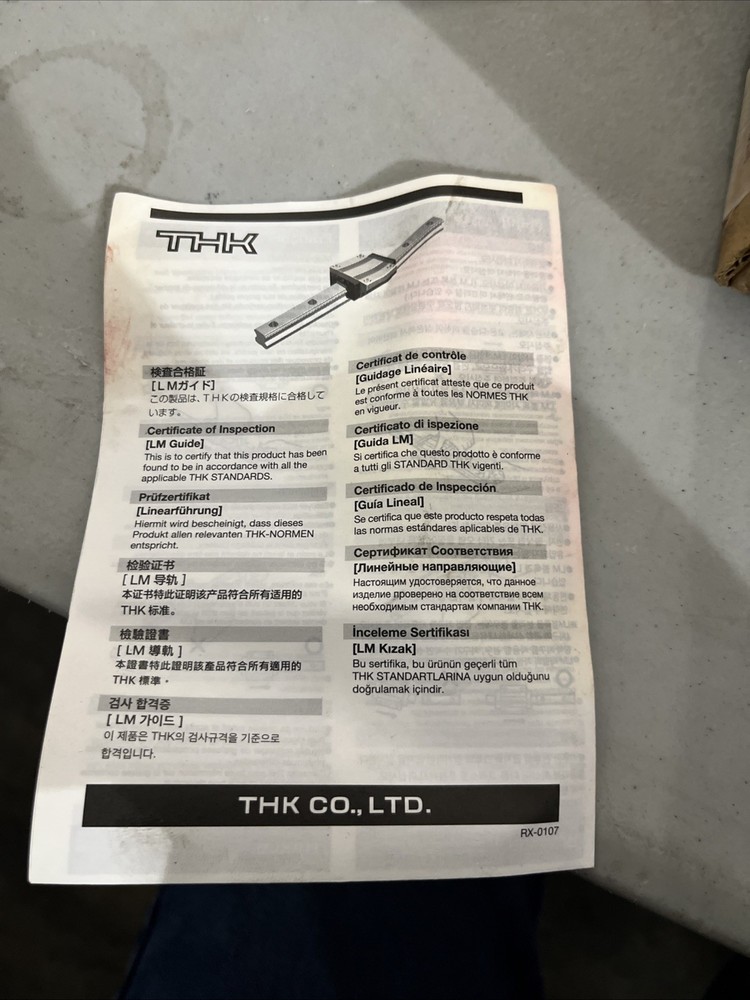 THK
検査合格証
[LMガイド]
この製品は、THKの検査規格に合格して
います。
Certificate of Inspection
[LM Guide]
This is to certify that this product has been
found to be in accordance with all the
applicable THK STANDARDS.
Prüfzertifikat
[Linearführung]
Hiermit wird bescheinigt, dass dieses
Produkt allen relevanten THK-NORMEN
entspricht.
检验证书
[ LM 导轨 ]
本证书特此证明该产品符合所有适用的
THK 标准。
檢驗證書
[ LM 導軌 ]
本證書特此證明該產品符合所有適用的
THK 標準。
검사 합격증
[ LM 가이드 ]
이 제품은 THK의 검사규격을 기준으로
합격입니다.
Certificat de contrôle
[Guidage Linéaire]
Le présent certificat atteste que ce produit
est conforme à toutes les NORMES THK
en vigueur.
Certificato di ispezione
[Guida LM]
Si certifica che questo prodotto è conforme
a tutti gli STANDARD THK vigenti.
Certificado de Inspección
[Guía Lineal]
Se certifica que este producto respeta todas
las normas estándares aplicables de THK.
Сертификат Соответствия
[Линейные направляющие]
Настоящим удостоверяется, что данное
изделие проверено на соответствие всем
необходимым стандартам компании THK.
İnceleme Sertifikası
[LM Kızak]
Bu sertifika, bu ürünün geçerli tüm
THK STANDARTLARINA uygun olduğunu
doğrulamak içindir.
THK CO., LTD.
RX-0107